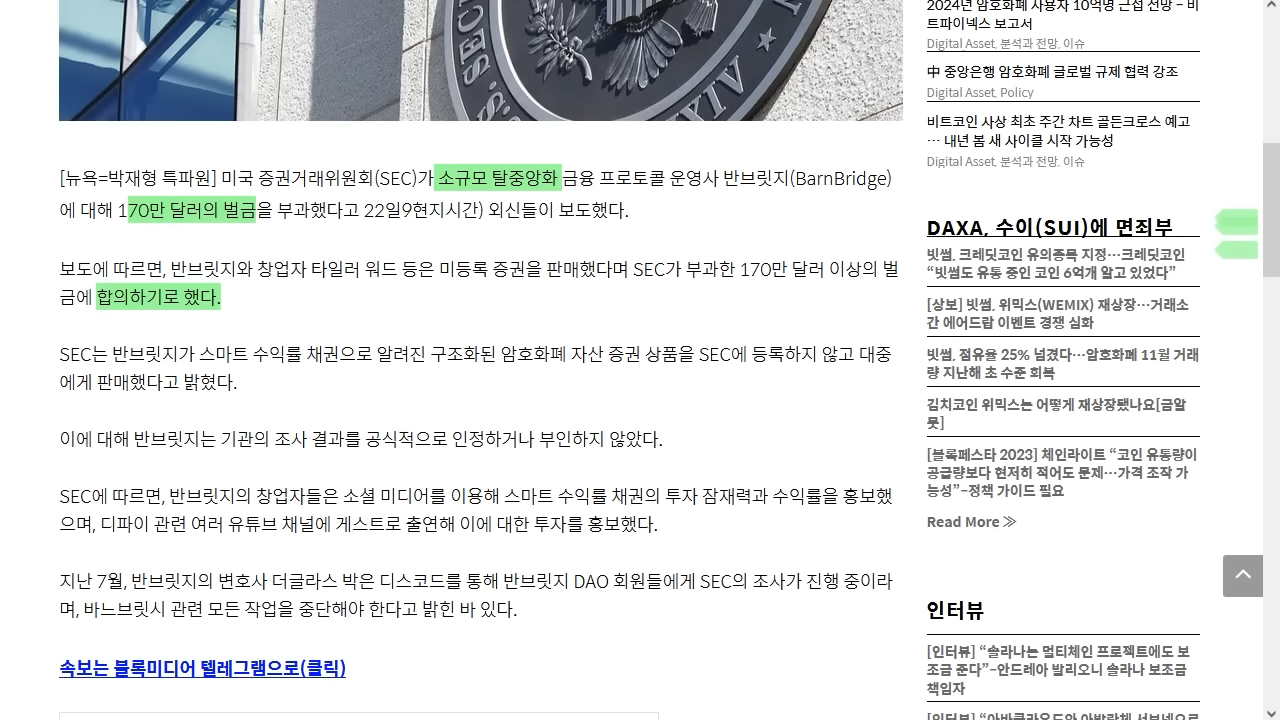 [뉴욕=박재형 특파원] 미국 증권거래위원회(SEC)가 소규모 탈중앙화 금융 프로토콜 운영사 반브릿지(BarnBridge)
에 대해 170만 달러의 벌금을 부과했다고 22일9현지시간) 외신들이 보도했다.
보도에 따르면, 반브릿지와 창업자 타일러 워드 등은 미등록 증권을 판매했다며 SEC가 부과한 170만 달러 이상의 벌
금에 합의하기로 했다.
SEC는 반브릿지가 스마트 수익률 채권으로 알려진 구조화된 암호화폐 자산 증권 상품을 SEC에 등록하지 않고 대중
에게 판매했다고 밝혔다.
이에 대해 반브릿지는 기관의 조사 결과를 공식적으로 인정하거나 부인하지 않았다.
SEC에 따르면, 반브릿지의 창업자들은 소셜 미디어를 이용해 스마트 수익률 채권의 투자 잠재력과 수익률을 홍보했
으며, 디파이 관련 여러 유튜브 채널에 게스트로 출연해 이에 대한 투자를 홍보했다.
지난 7월, 반브릿지의 변호사 더글라스 박은 디스코드를 통해 반브릿지 DAO 회원들에게 SEC의 조사가 진행 중이라
며, 바느브릿시 관련 모든 작업을 중단해야 한다고 밝힌 바 있다.
속보는 블록미디어 텔레그램으로(클릭)
2024년 암호화폐 사용자 10억명 근접 전망 – 비
트파이넥스 보고서
Digital Asset, 분석과 전망, 이슈
中 중앙은행 암호화폐 글로벌 규제 협력 강조
Digital Asset, Policy
비트코인 사상 최초 주간 차트 골든크로스 예고
… 내년 봄 새 사이클 시작 가능성
Digital Asset, 분석과 전망, 이슈
DAXA, 수이(SUI)에 면죄부
빗썸, 크레딧코인 유의종목 지정…크레딧코인
“빗썸도 유통 중인 코인 6억개 알고 있었다”
[상보] 빗썸, 위믹스(WEMIX) 재상장…거래소
간 에어드랍 이벤트 경쟁 심화
빗썸, 점유율 25% 넘겼다…암호화폐 11월 거래
량 지난해 초 수준 회복
김치코인 위믹스는 어떻게 재상장됐나요[금알
못]
[블록페스타 2023] 체인라이트 “코인 유통량이
공급량보다 현저히 적어도 문제…가격 조작 가
능성”–정책 가이드 필요
Read More ≫
인터뷰
[인터뷰] “솔라나는 멀티체인 프로젝트에도 보
조금 준다”–안드레아 발리오니 솔라나 보조금
책임자